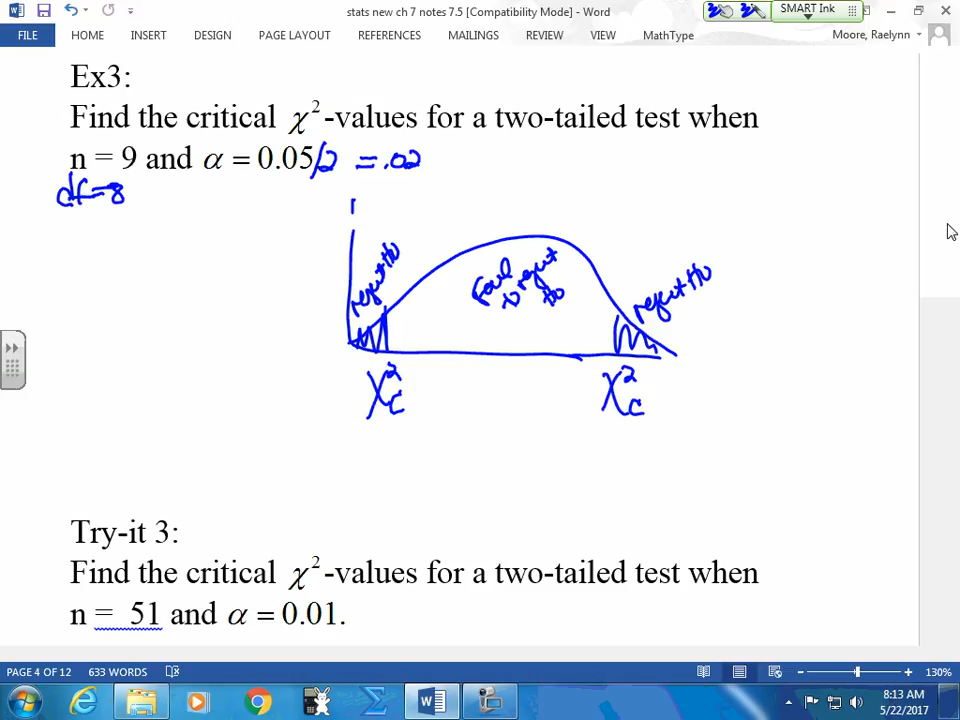 stats new ch 7 notes 7.5 [Compatibility Mode] - Word
SMART Ink
FILE HOME INSERT DESIGN PAGE LAYOUT REFERENCES MAILINGS REVIEW VIEW MathType Moore, Raelynn
Ex3:
Find the critical χ²-values for a two-tailed test when
n = 9 and α = 0.05/2 = .02
df=8
reject H0
Fail to reject H0
reject H0
χ²c
χ²c
Try-it 3:
Find the critical χ²-values for a two-tailed test when
n = 51 and α = 0.01.
PAGE 4 OF 12 633 WORDS 130%
8:13 AM
5/22/2017